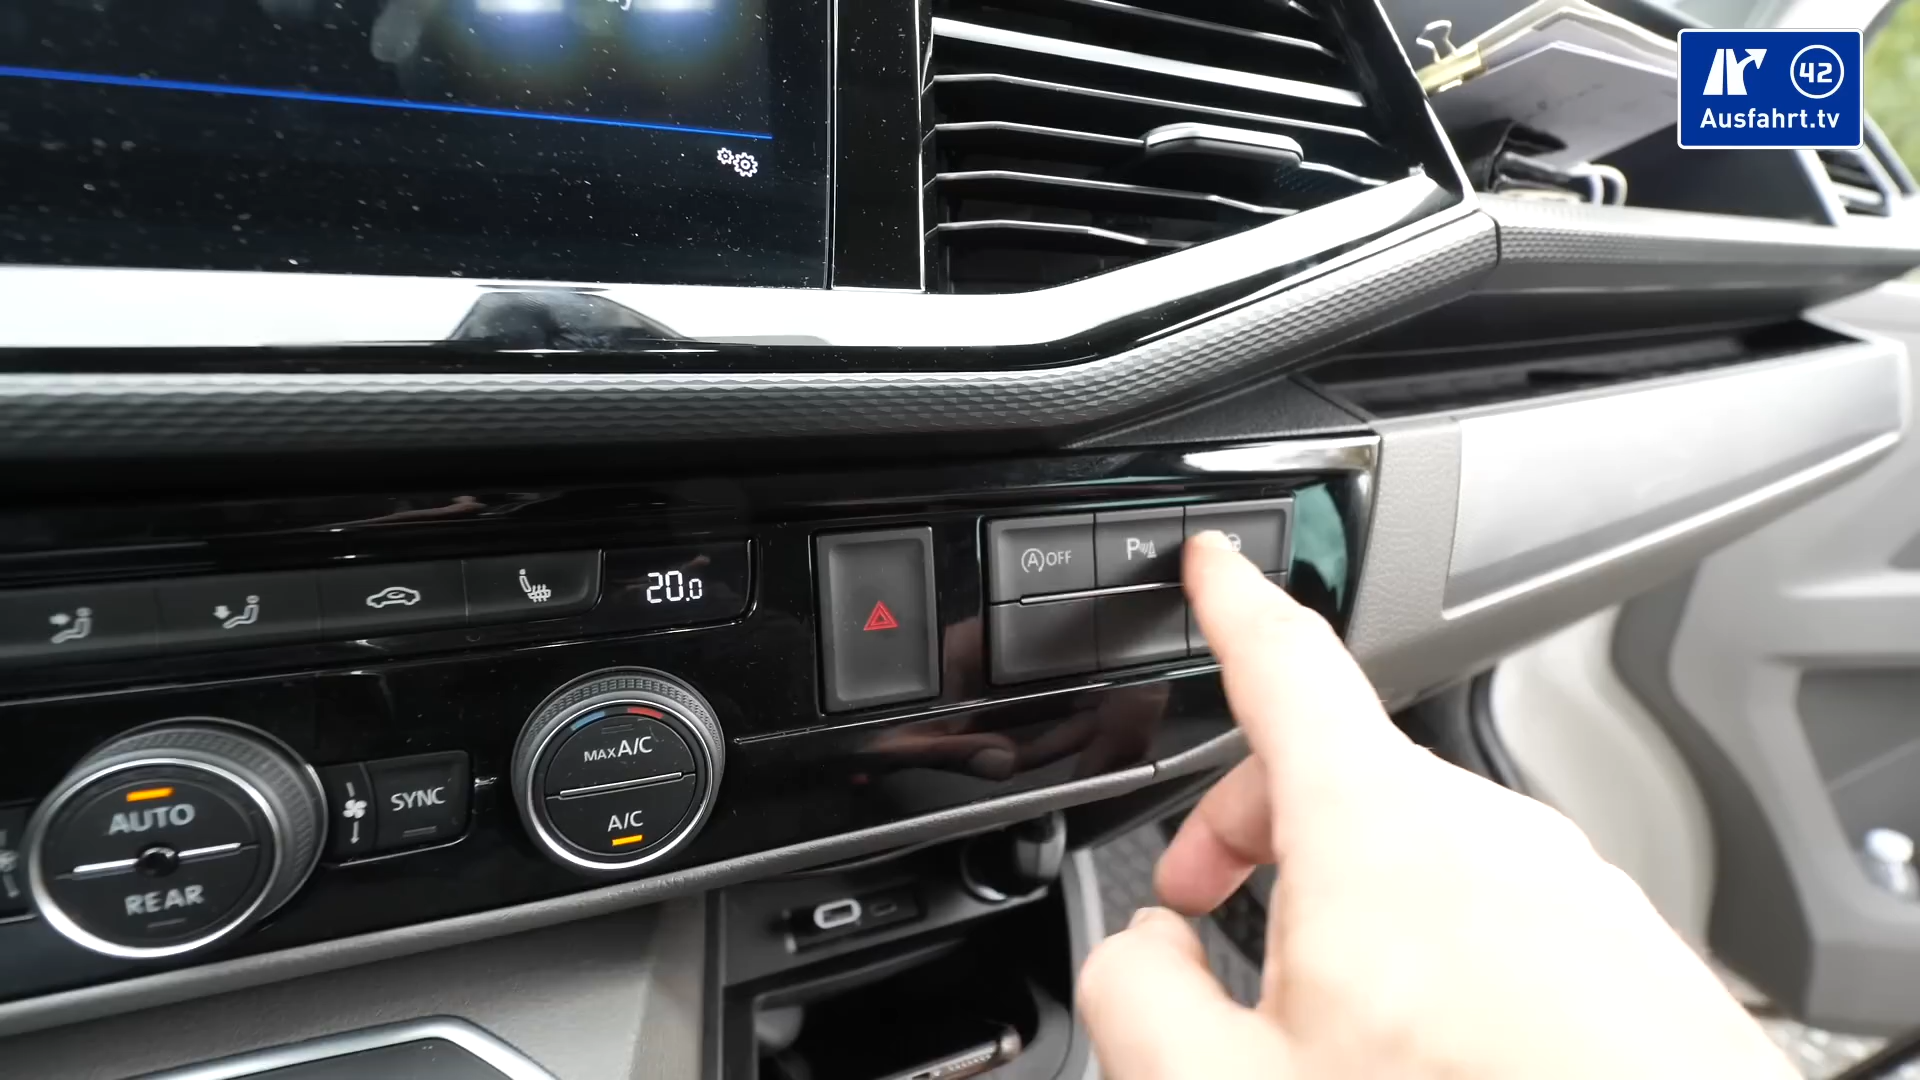 42
Ausfahrt.tv
(A)OFF
P
20.0
MAX A/C
A/C
SYNC
AUTO
REAR